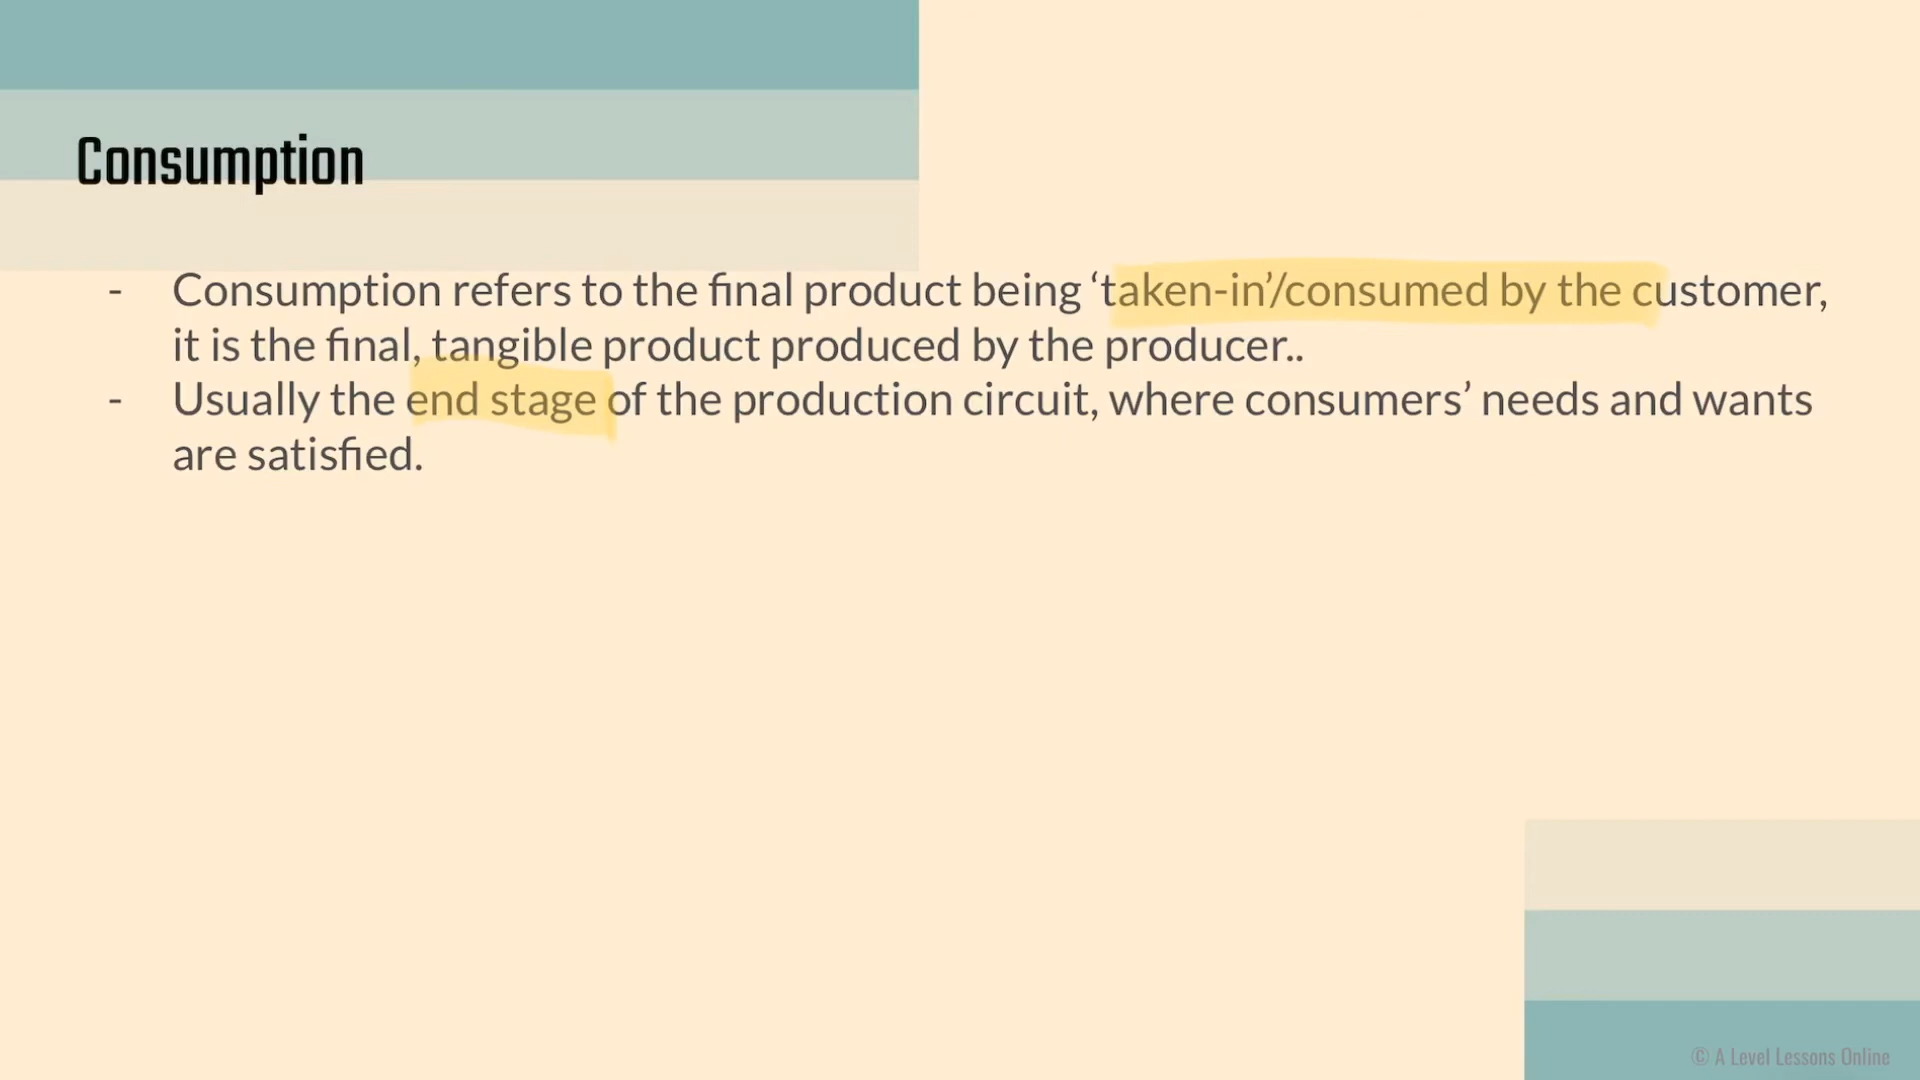 Consumption
- Consumption refers to the final product being ‘taken-in’/consumed by the customer,
it is the final, tangible product produced by the producer..
- Usually the end stage of the production circuit, where consumers’ needs and wants
are satisfied.
© A Level Lessons Online